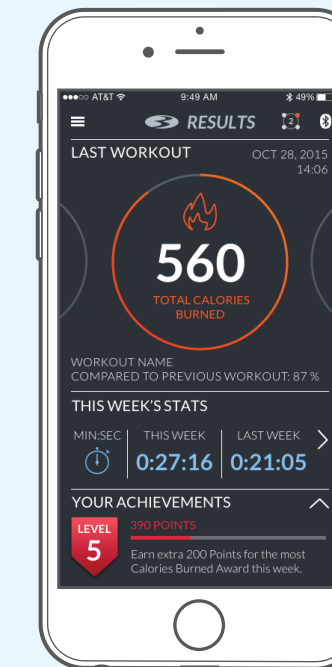 AT&T 9:49 AM 49%
RESULTS 2
LAST WORKOUT OCT 28, 2015
14:06
560
TOTAL CALORIES
BURNED
WORKOUT NAME
COMPARED TO PREVIOUS WORKOUT: 87 %
THIS WEEK'S STATS
MIN:SEC THIS WEEK LAST WEEK
0:27:16 0:21:05
YOUR ACHIEVEMENTS
LEVEL 390 POINTS
5
Earn extra 200 Points for the most
Calories Burned Award this week.